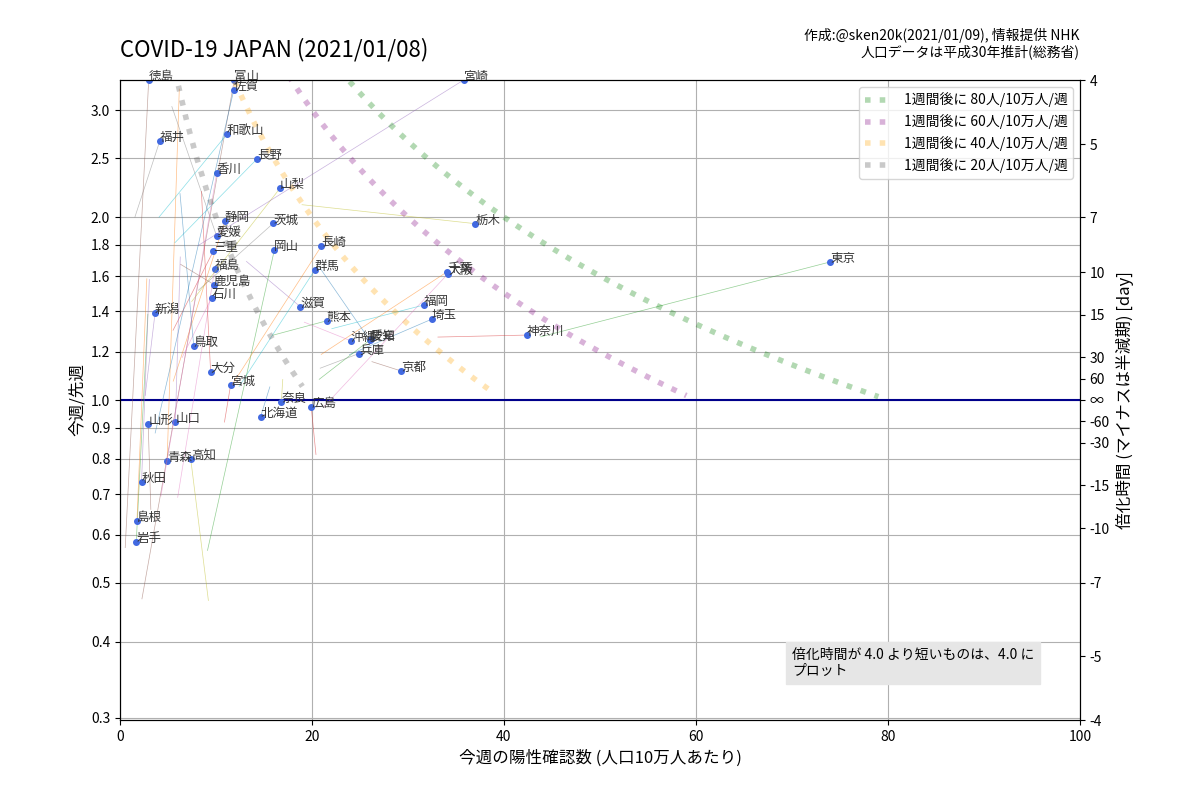 COVID-19 JAPAN (2021/01/08)
作成:@sken20k(2021/01/09), 情報提供 NHK
人口データは平成30年推計(総務省)
1週間後に 80人/10万人/週
1週間後に 60人/10万人/週
1週間後に 40人/10万人/週
1週間後に 20人/10万人/週
徳島
富山
佐賀
宮崎
福井
和歌山
長野
香川
山梨
静岡
茨城
栃木
愛媛
三重
岡山
長崎
福島
群馬
東京
千葉
大阪
鹿児島
石川
新潟
滋賀
熊本
福岡
埼玉
神奈川
鳥取
沖縄
愛知
兵庫
京都
大分
宮城
奈良
広島
北海道
山形
山口
青森
高知
秋田
島根
岩手
倍化時間が 4.0 より短いものは、4.0 に
プロット
3.0
2.5
2.0
1.8
1.6
1.4
1.2
1.0
0.9
0.8
0.7
0.6
0.5
0.4
0.3
今週/先週
4
5
7
10
15
30
60
∞
-60
-30
-15
-10
-7
-5
-4
倍化時間 (マイナスは半減期) [day]
0
20
40
60
80
100
今週の陽性確認数 (人口10万人あたり)